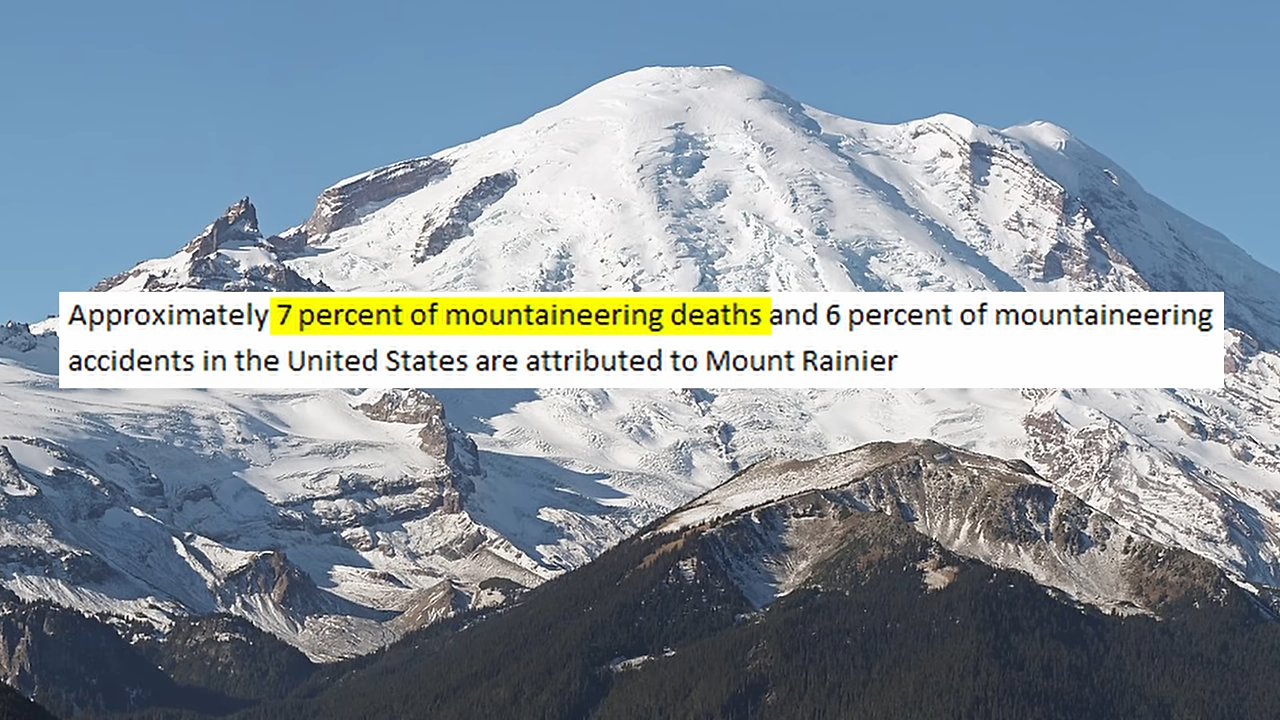 Approximately 7 percent of mountaineering deaths and 6 percent of mountaineering
accidents in the United States are attributed to Mount Rainier